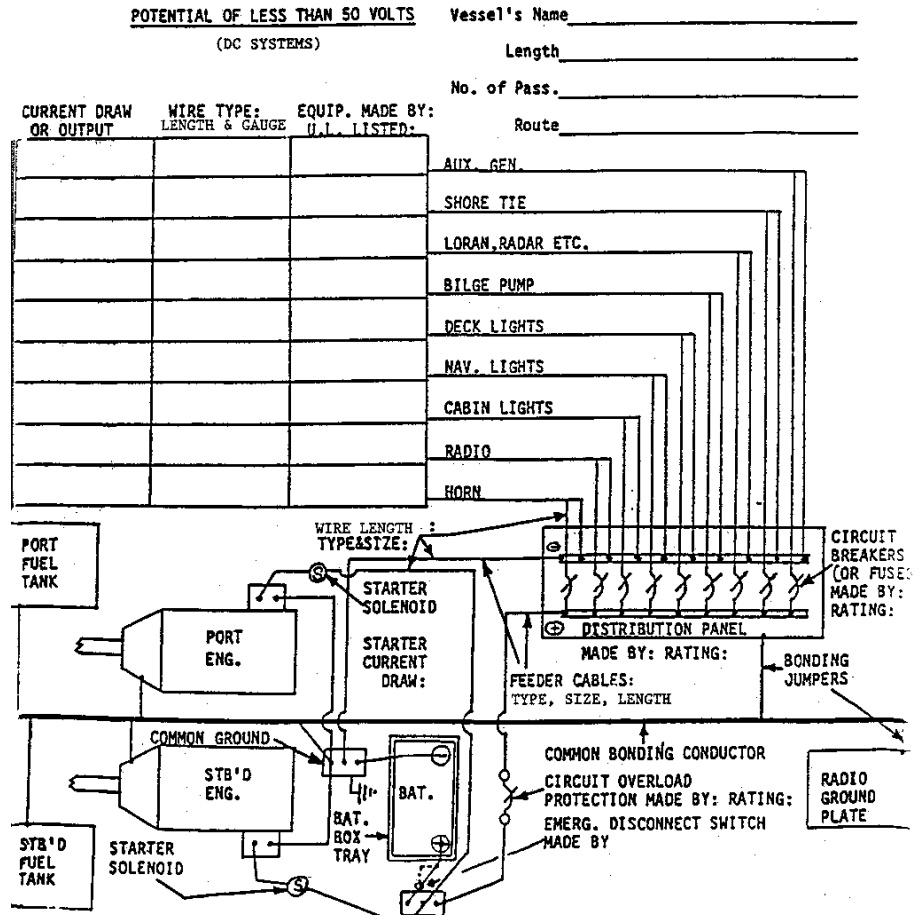 POTENTIAL OF LESS THAN 50 VOLTS
(DC SYSTEMS)
Vessel's Name
Length
No. of Pass.
Route
CURRENT DRAW
OR OUTPUT
WIRE TYPE:
LENGTH & GAUGE
EQUIP. MADE BY:
U.L. LISTED:
AUX. GEN.
SHORE TIE
LORAN,RADAR ETC.
BILGE PUMP
DECK LIGHTS
NAV. LIGHTS
CABIN LIGHTS
RADIO
HORN
WIRE LENGTH :
TYPE&SIZE:
PORT
FUEL
TANK
S
STARTER
SOLENOID
CIRCUIT
BREAKERS
(OR FUSES
MADE BY:
RATING:
PORT
ENG.
STARTER
CURRENT
DRAW:
DISTRIBUTION PANEL
MADE BY: RATING:
FEEDER CABLES:
TYPE, SIZE, LENGTH
BONDING
JUMPERS
COMMON GROUND
COMMON BONDING CONDUCTOR
STB'D
ENG.
BAT.
CIRCUIT OVERLOAD
PROTECTION MADE BY: RATING:
RADIO
GROUND
PLATE
BAT.
BOX
TRAY
EMERG. DISCONNECT SWITCH
MADE BY
STB'D
FUEL
TANK
STARTER
SOLENOID
S